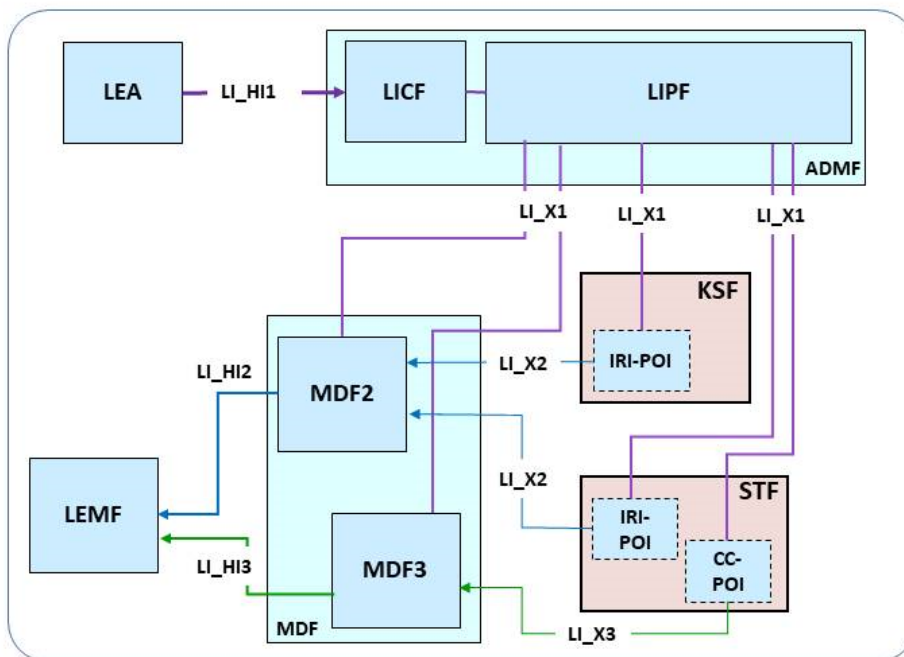 LEA
LI_HI1
LICF
LIPF
ADMF
LI_X1
LI_X1
LI_X1
KSF
IRI-POI
LI_X2
LI_HI2
MDF2
LI_X2
STF
IRI-
POI
CC-
POI
LEMF
LI_HI3
MDF3
MDF
LI_X3